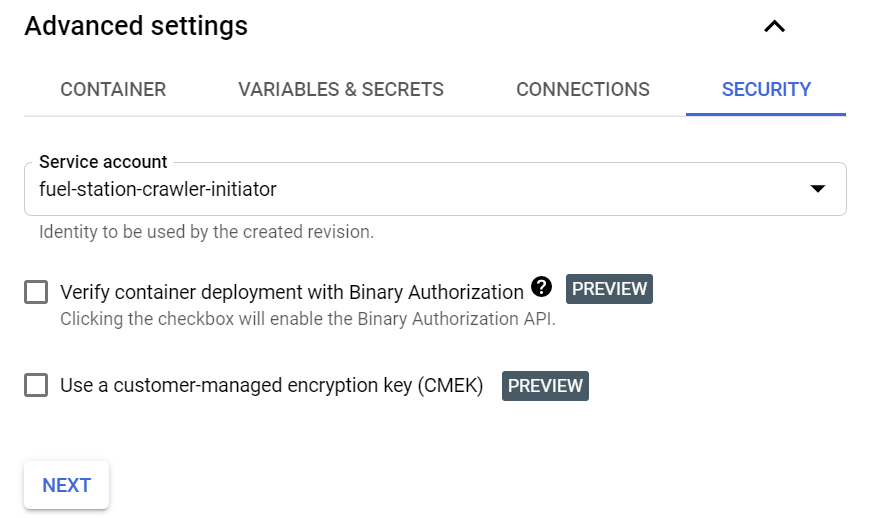 Advanced settings
CONTAINER VARIABLES & SECRETS CONNECTIONS SECURITY
Service account
fuel-station-crawler-initiator
Identity to be used by the created revision.
Verify container deployment with Binary Authorization ? PREVIEW
Clicking the checkbox will enable the Binary Authorization API.
Use a customer-managed encryption key (CMEK) PREVIEW
NEXT